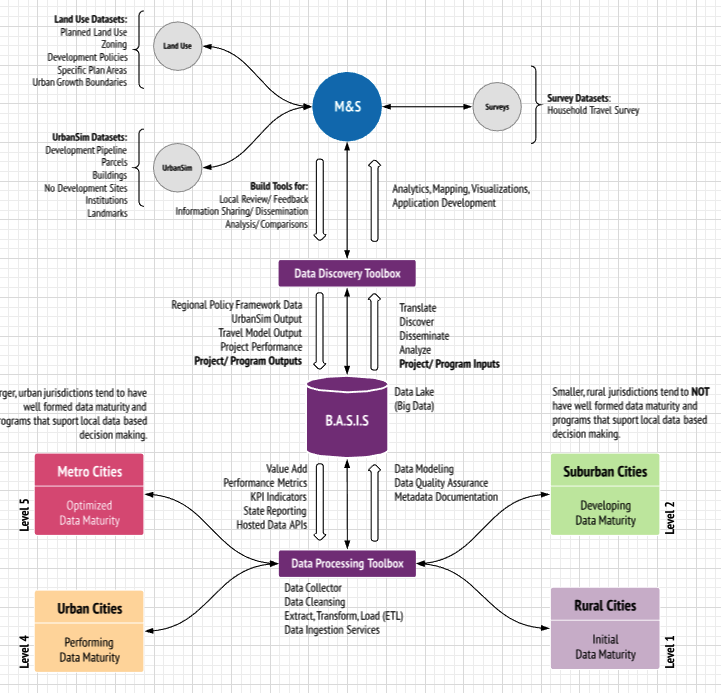 Land Use Datasets:
Planned Land Use
Zoning
Development Policies
Specific Plan Areas
Urban Growth Boundaries
Land Use
M&S
Surveys
Survey Datasets:
Household Travel Survey
UrbanSim Datasets:
Development Pipeline
Parcels
Buildings
No Development Sites
Institutions
Landmarks
UrbanSim
Build Tools for:
Local Review/ Feedback
Information Sharing/ Dissemination
Analysis/ Comparisons
Analytics, Mapping, Visualizations,
Application Development
Data Discovery Toolbox
Regional Policy Framework Data
UrbanSim Output
Travel Model Output
Project Performance
Project/ Program Outputs
Translate
Discover
Disseminate
Analyze
Project/ Program Inputs
B.A.S.I.S
Data Lake
(Big Data)
rger, urban jurisdictions tend to have
well formed data maturity and
rograms that suport local data based
decision making.
Smaller, rural jurisdictions tend to NOT
have well formed data maturity and
programs that suport local data based
decision making.
Metro Cities
Optimized
Data Maturity
Level 5
Value Add
Performance Metrics
KPI Indicators
State Reporting
Hosted Data APIs
Data Modeling
Data Quality Assurance
Metadata Documentation
Suburban Cities
Developing
Data Maturity
Level 2
Data Processing Toolbox
Data Collector
Data Cleansing
Extract, Transform, Load (ETL)
Data Ingestion Services
Urban Cities
Performing
Data Maturity
Level 4
Rural Cities
Initial
Data Maturity
Level 1